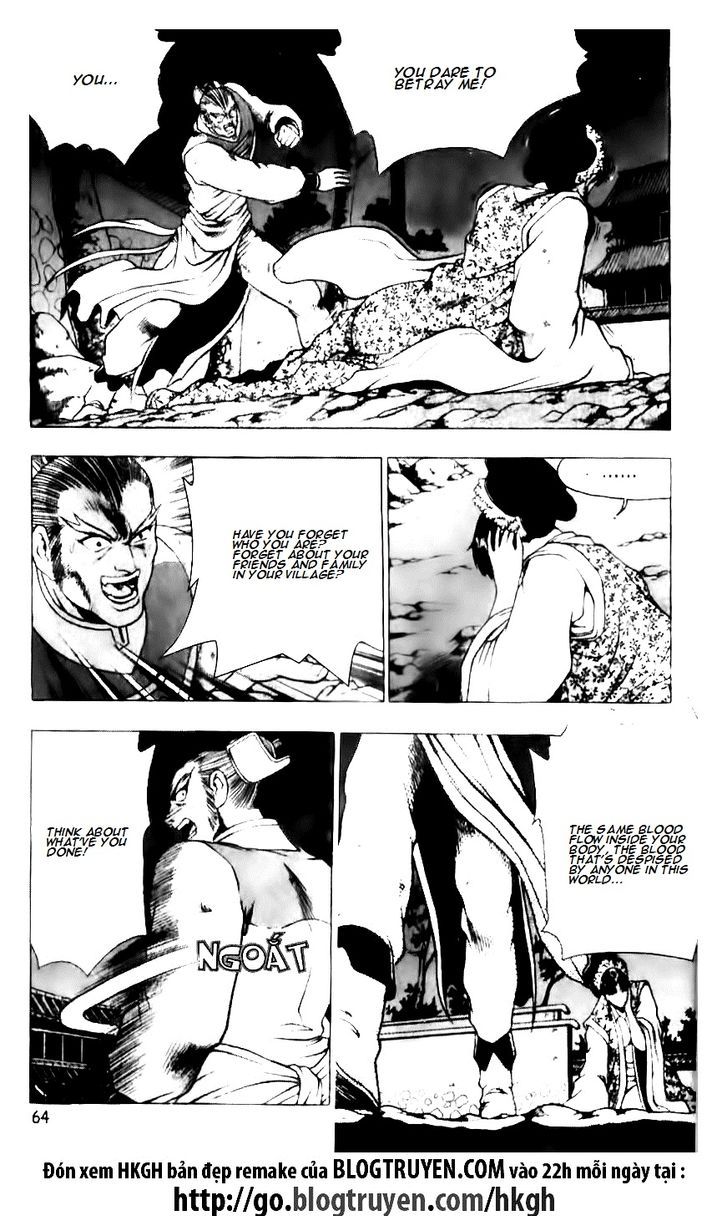 YOU...
YOU DARE TO
BETRAY ME!
HAVE YOU FORGET
WHO YOU ARE?
FORGET ABOUT YOUR
FRIENDS AND FAMILY
IN YOUR VILLAGE?
......
THINK ABOUT
WHAT'VE YOU
DONE!
NGOẮT
THE SAME BLOOD
FLOW INSIDE YOUR
BODY, THE BLOOD
THAT'S DESPISED
BY ANYONE IN THIS
WORLD...
64
Đón xem HKGH bản đẹp remake của BLOGTRUYEN.COM vào 22h mỗi ngày tại :
http://go.blogtruyen.com/hkgh